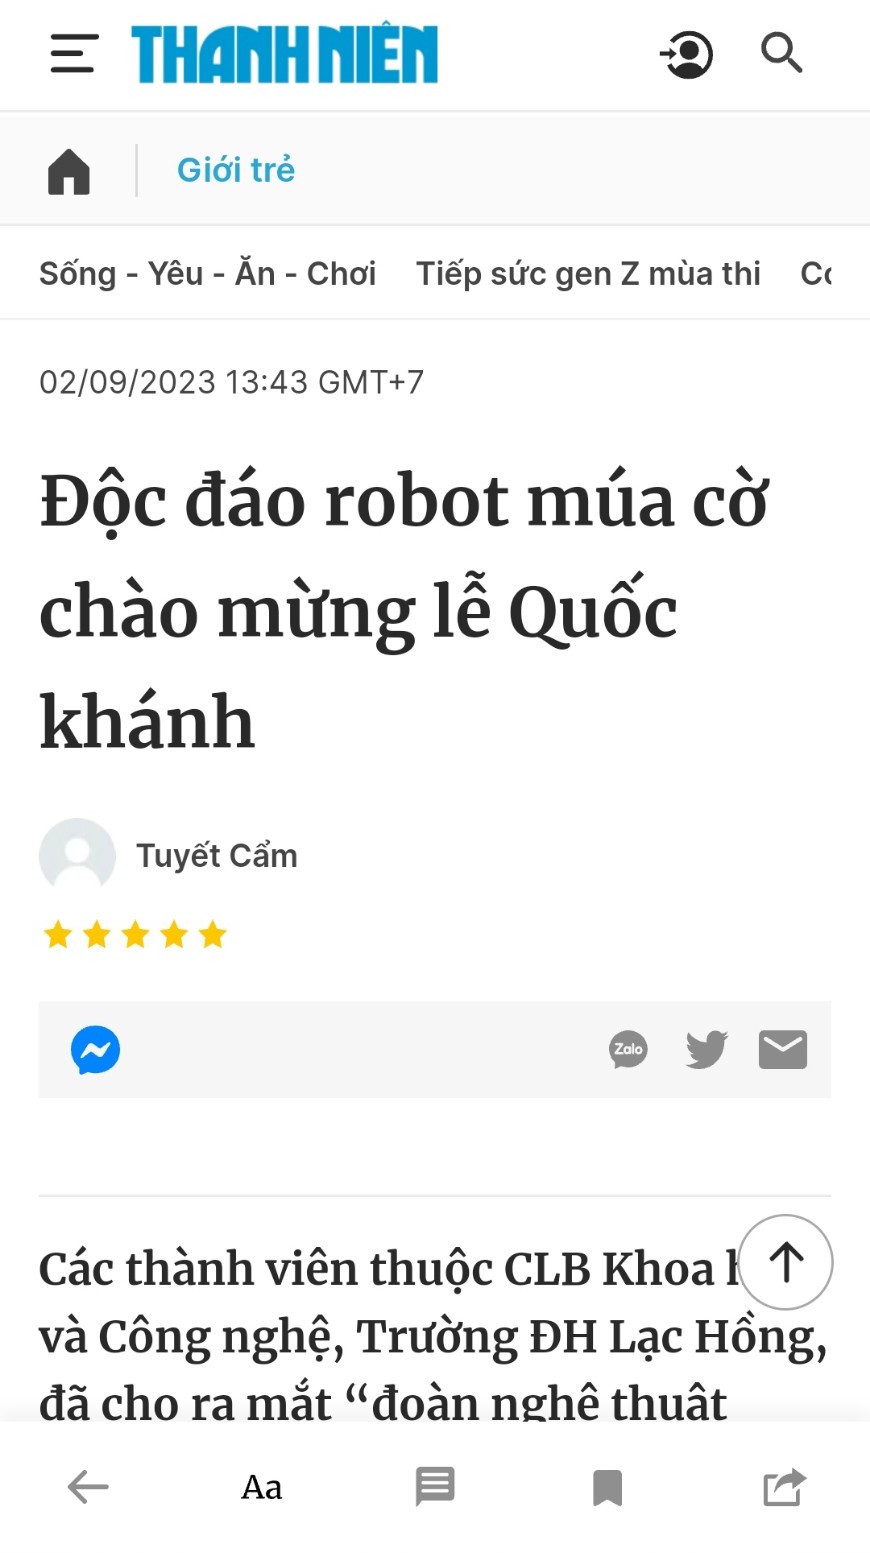 THANH NIÊN
Giới trẻ
Sống - Yêu - Ăn - Chơi Tiếp sức gen Z mùa thi
02/09/2023 13:43 GMT+7
Độc đáo robot múa cờ
chào mừng lễ Quốc
khánh
Tuyết Cẩm
Zalo
Các thành viên thuộc CLB Khoa
và Công nghệ, Trường ĐH Lạc Hồng,
đã cho ra mắt “đoàn nghệ thuật
Aa